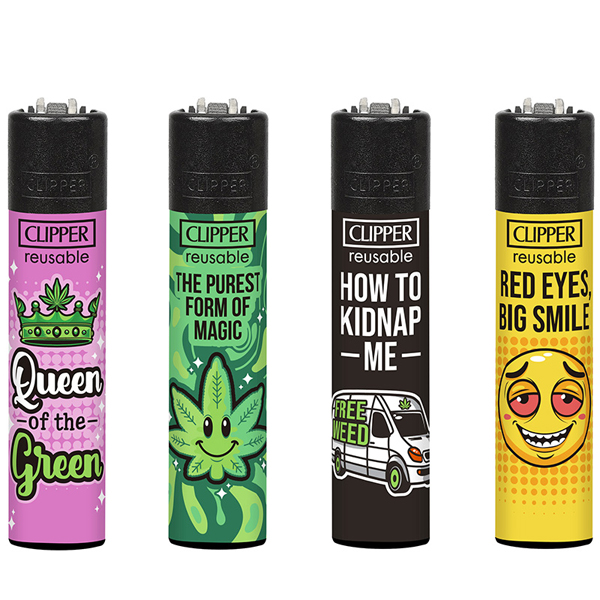 CLIPPER
CLIPPER
reusable
Queen
of the
Green
CLIPPER
CLIPPER
reusable
THE PUREST
FORM OF
MAGIC
CLIPPER
CLIPPER
reusable
HOW TO
KIDNAP
– ME –
FREE
WEED
CLIPPER
CLIPPER
reusable
RED EYES,
BIG SMILE